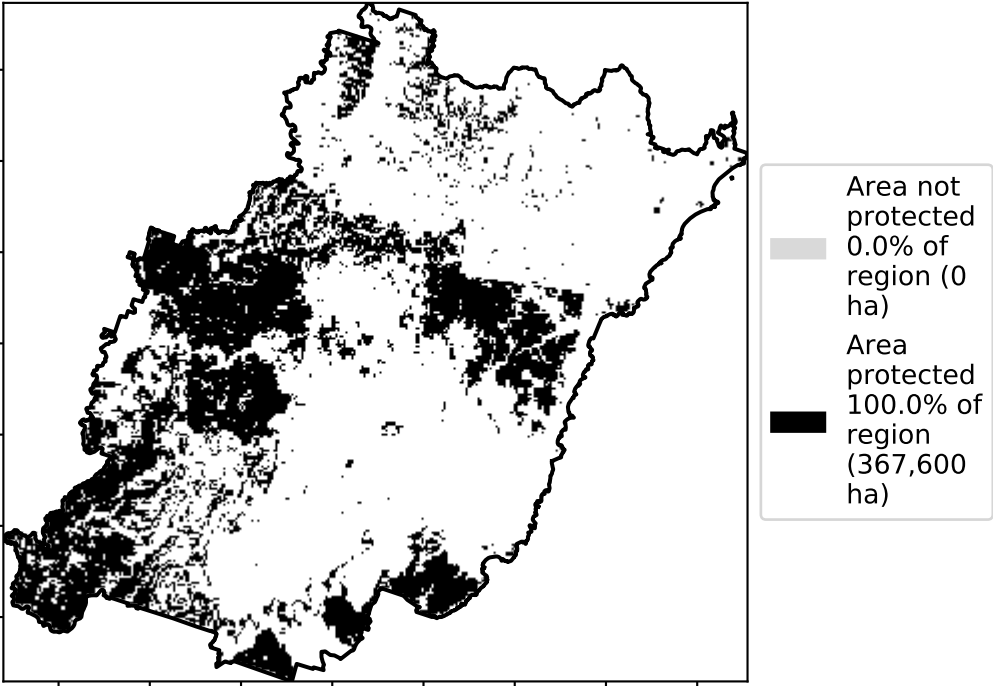 Area not
protected
0.0% of
region (0
ha)
Area
protected
100.0% of
region
(367,600
ha)